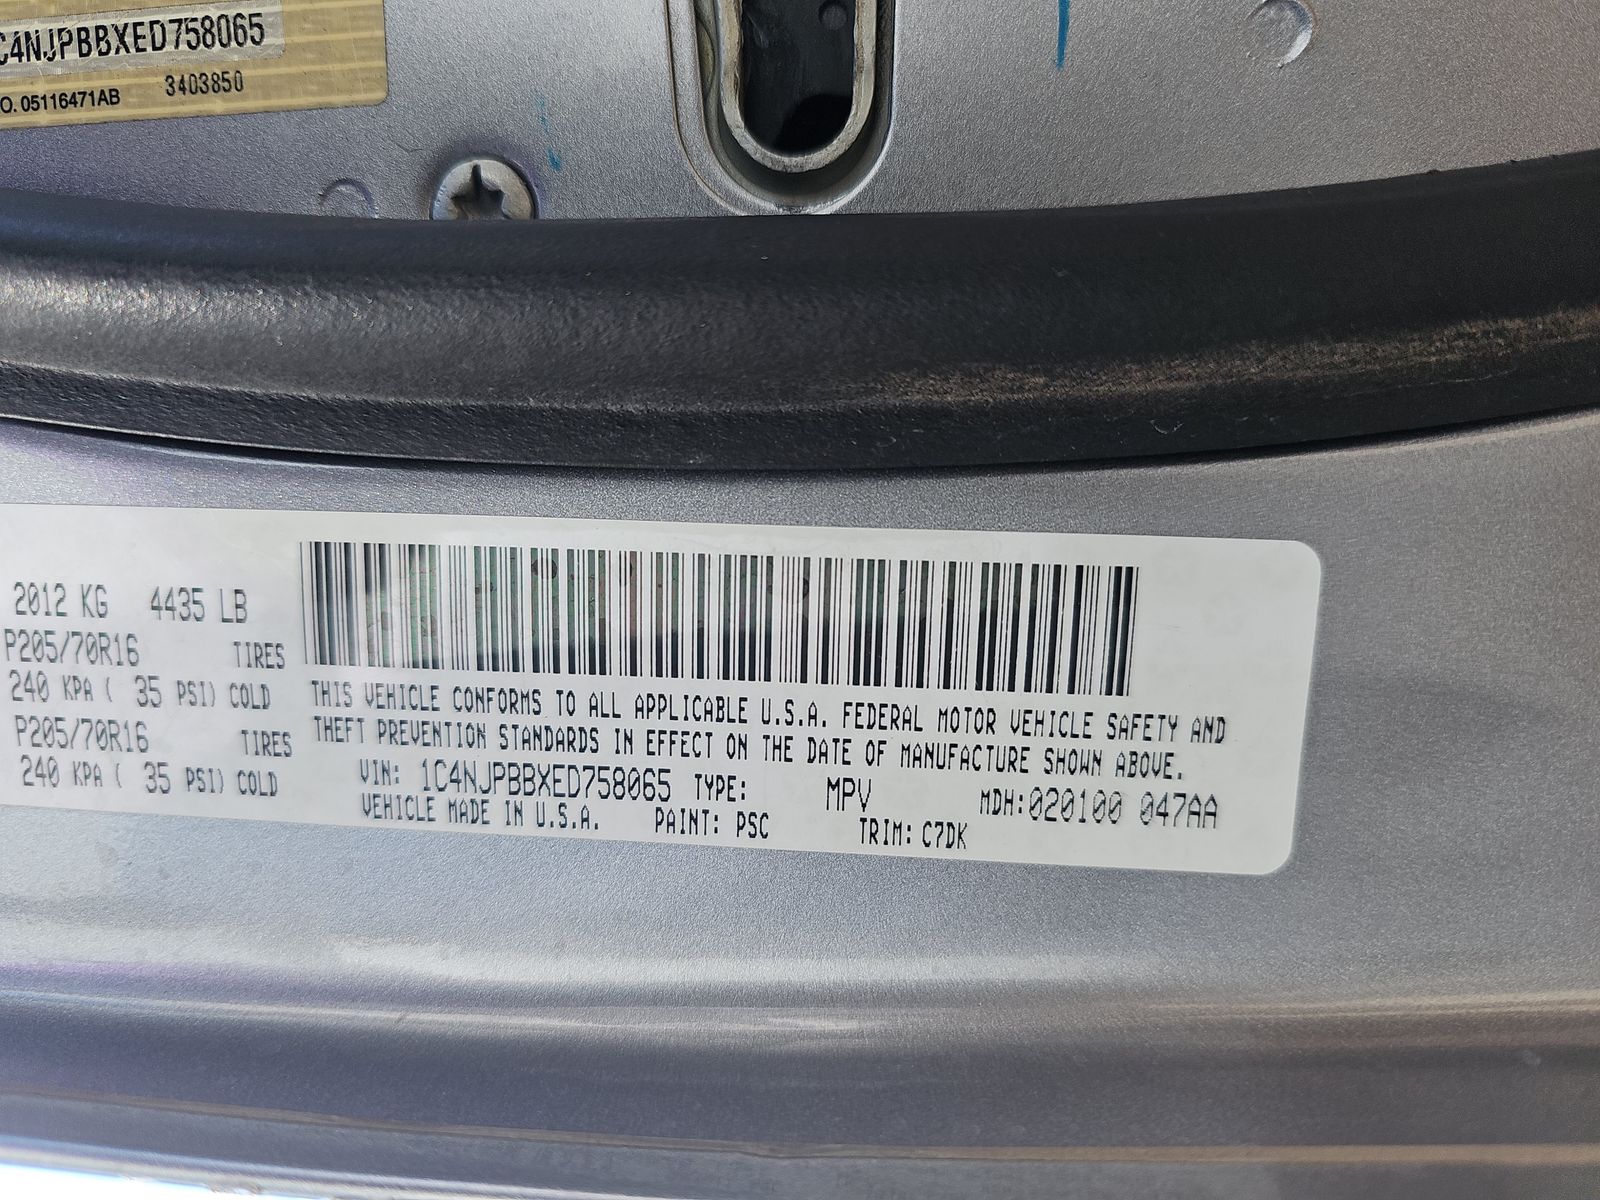 C4NJPBBXED758065
3403850
O. 05116471AB
2012 KG 4435 LB
P205/70R16 TIRES
240 KPA ( 35 PSI) COLD
P205/70R16 TIRES
240 KPA ( 35 PSI) COLD
THIS VEHICLE CONFORMS TO ALL APPLICABLE U.S.A. FEDERAL MOTOR VEHICLE SAFETY AND
THEFT PREVENTION STANDARDS IN EFFECT ON THE DATE OF MANUFACTURE SHOWN ABOVE.
VIN: 1C4NJPBBXED758065 TYPE: MPV MDH:020100 047AA
VEHICLE MADE IN U.S.A. PAINT: PSC TRIM: C7DK